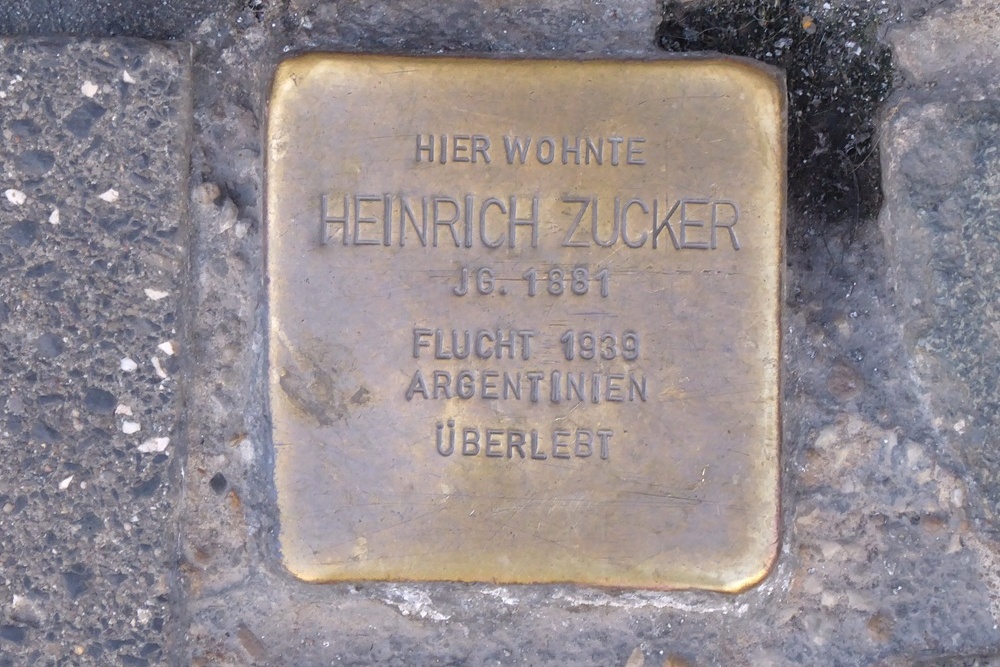 HIER WOHNTE
HEINRICH ZUCKER
JG. 1881
FLUCHT 1939
ARGENTINIEN
ÜBERLEBT